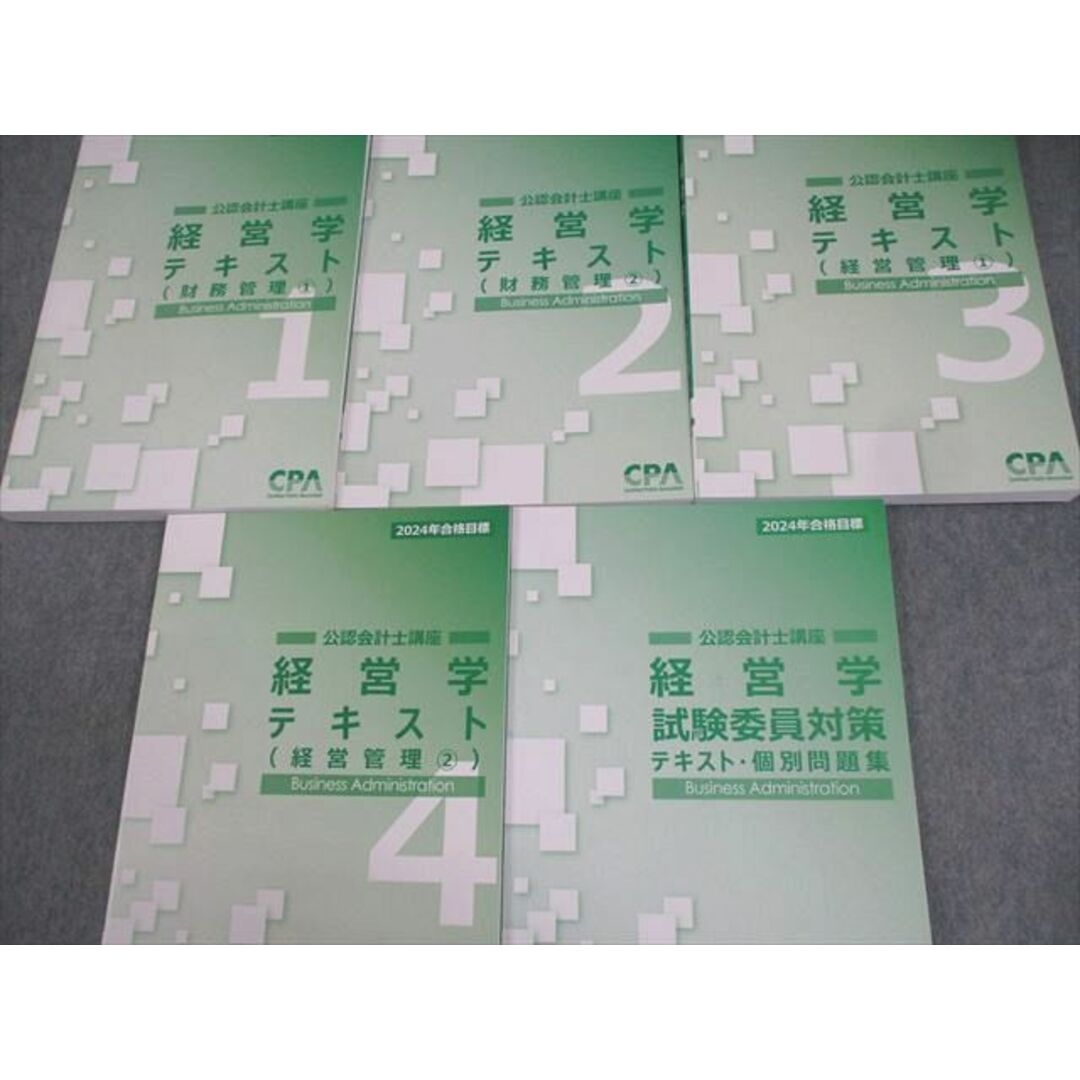 公認会計士講座
経営学
テキスト
(財務管理①)
Business Administration
1
CPA
公認会計士講座
経営学
テキスト
(財務管理②)
Business Administration
2
CPA
公認会計士講座
経営学
テキスト
(経営管理①)
Business Administration
3
CPA
2024年合格目標
公認会計士講座
経営学
テキスト
(経営管理②)
Business Administration
4
2024年合格目標
公認会計士講座
経営学
試験委員対策
テキスト・個別問題集
Business Administration